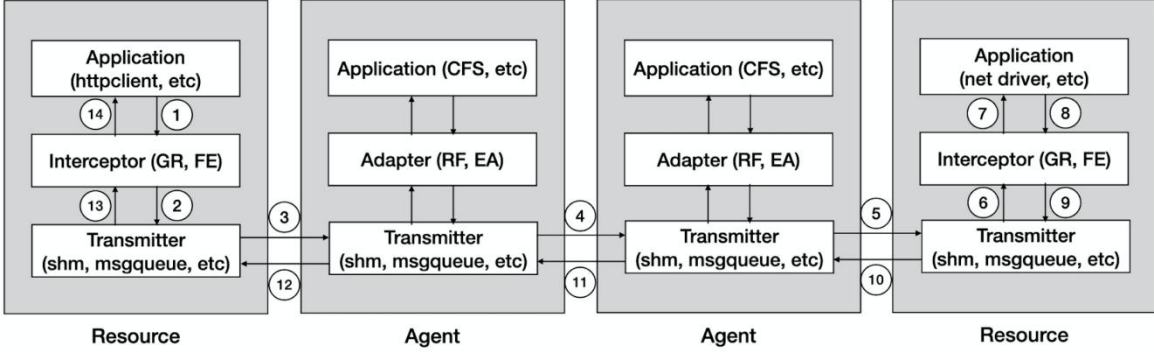 Application
(httpclient, etc)
14
1
Interceptor (GR, FE)
13
2
Transmitter
(shm, msgqueue, etc)
Resource
3
12
Application (CFS, etc)
Adapter (RF, EA)
Transmitter
(shm, msgqueue, etc)
Agent
4
11
Application (CFS, etc)
Adapter (RF, EA)
Transmitter
(shm, msgqueue, etc)
Agent
5
10
Application
(net driver, etc)
7
8
Interceptor (GR, FE)
6
9
Transmitter
(shm, msgqueue, etc)
Resource